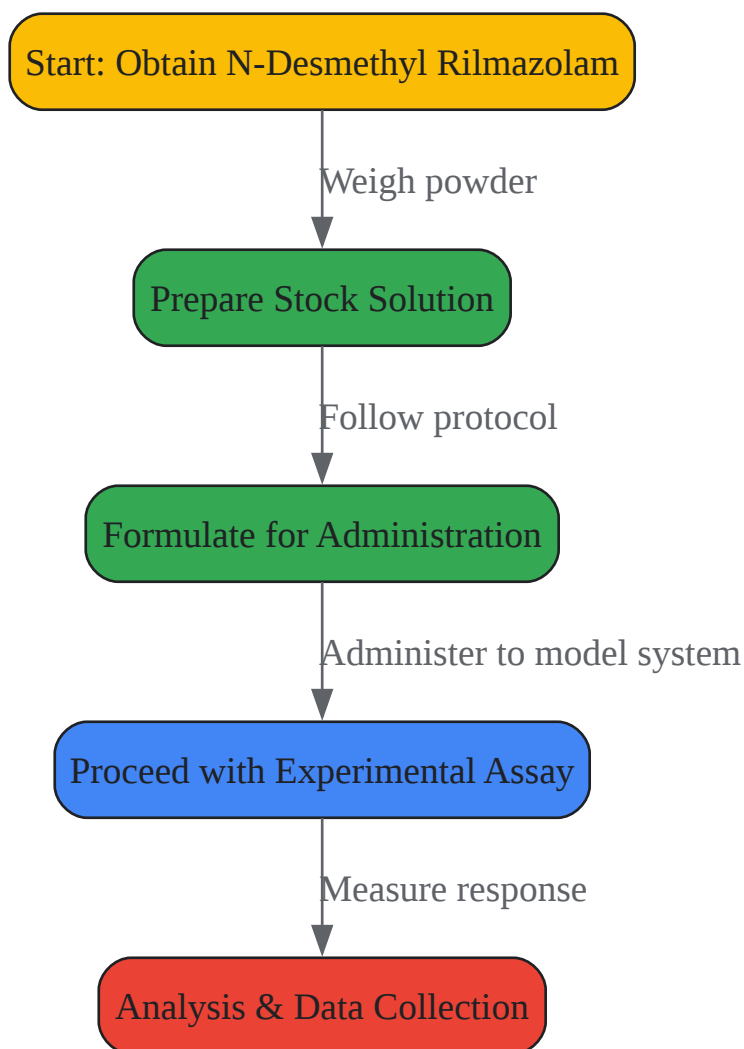 Start: Obtain N-Desmethyl Rilmazolam
Weigh powder
Prepare Stock Solution
Follow protocol
Formulate for Administration
Administer to model system
Proceed with Experimental Assay
Measure response
Analysis & Data Collection